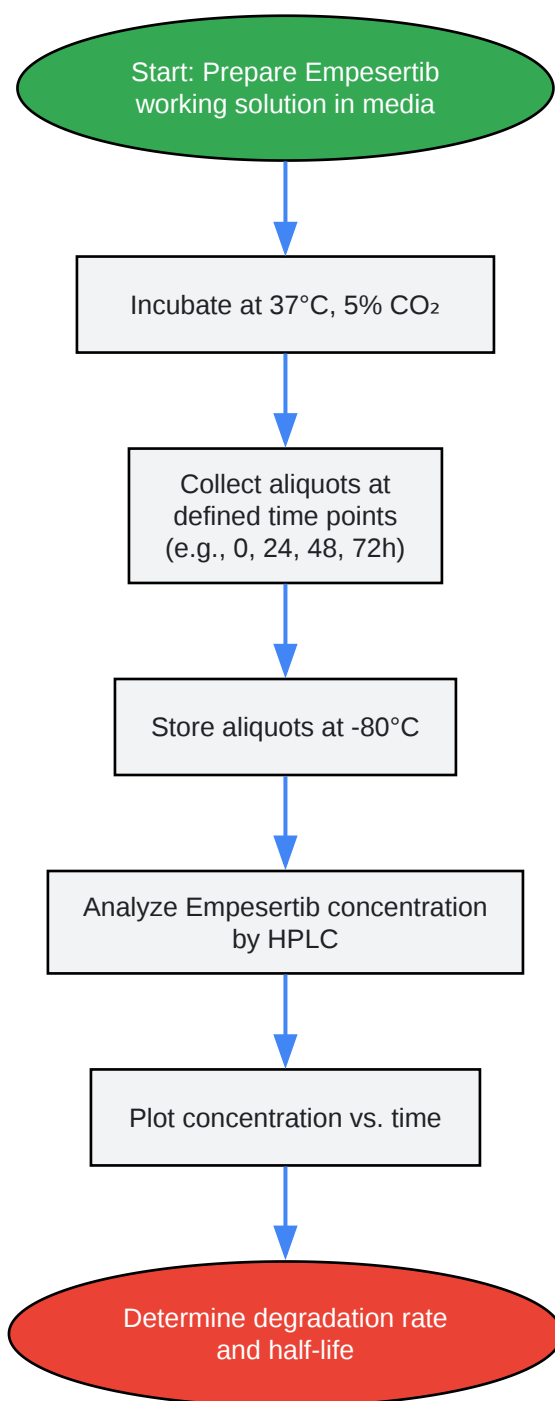 Start: Prepare Empesertib
working solution in media
Incubate at 37°C, 5% CO₂
Collect aliquots at
defined time points
(e.g., 0, 24, 48, 72h)
Store aliquots at -80°C
Analyze Empesertib concentration
by HPLC
Plot concentration vs. time
Determine degradation rate
and half-life